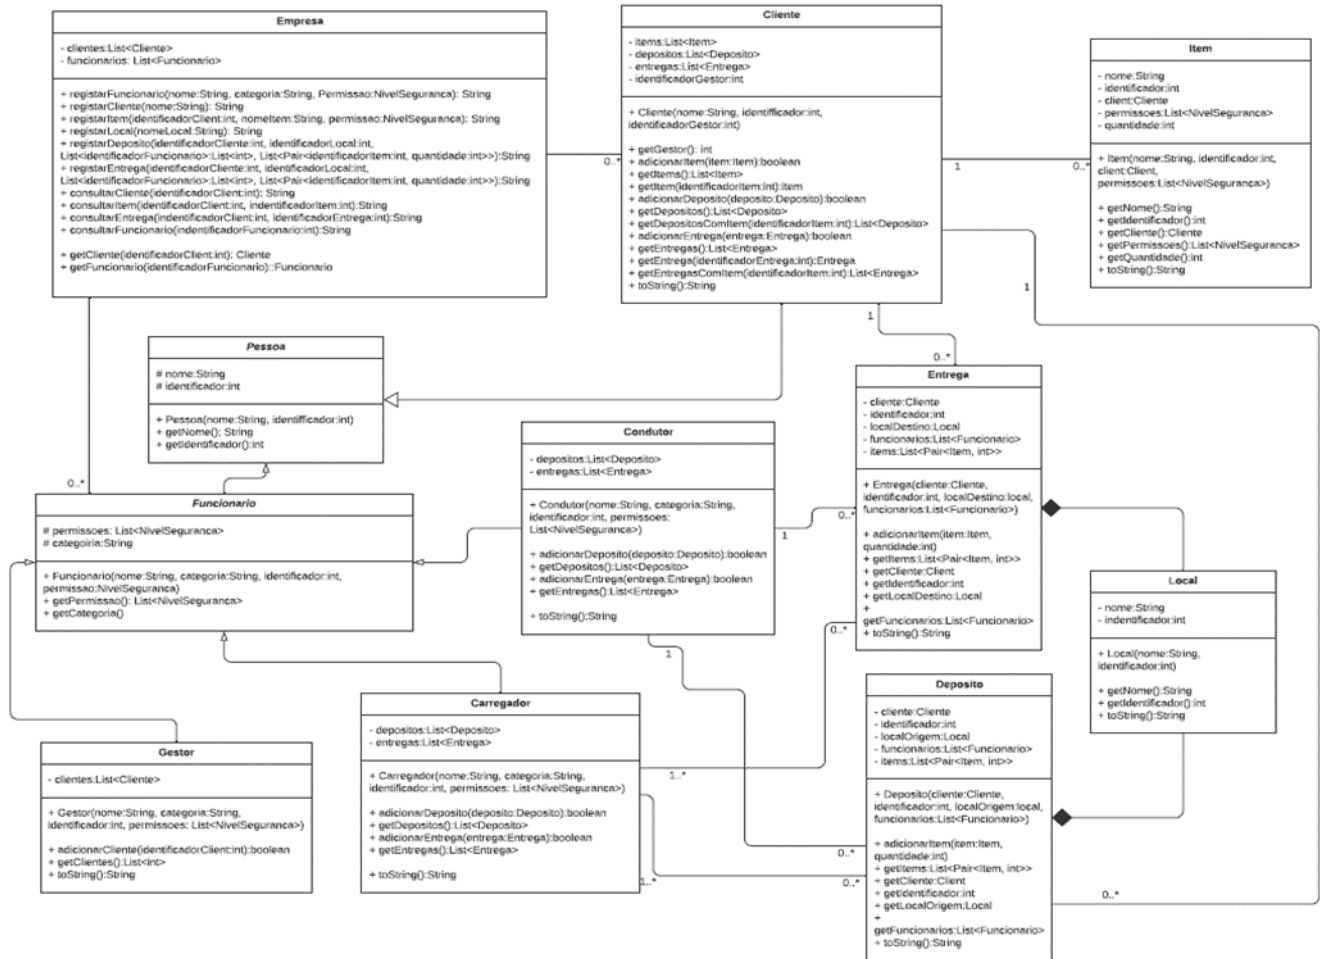 Empresa
- clientes:List<Cliente>
- funcionarios: List<Funcionario>
+ registarFuncionario(nome:String, categoria:String, Permissao:NivelSeguranca): String
+ registarCliente(nome:String): String
+ registarItem(identificadorClient:int, nomeItem:String, permissao:NivelSeguranca): String
+ registarLocal(nomeLocal:String): String
+ registarDeposito(identificadorCliente:int, identificadorLocal:int,
List<identificadorFuncionario>:List<int>, List<Pair<identificadorItem:int, quantidade:int>>):String
+ registarEntrega(identificadorCliente:int, identificadorLocal:int,
List<identificadorFuncionario>:List<int>, List<Pair<identificadorItem:int, quantidade:int>>):String
+ consultarCliente(identificadorClient:int): String
+ consultarItem(identificadorClient:int, indentificadorItem:int):String
+ consultarEntrega(indentificadorClient:int, identificadorEntrega:int):String
+ consultarFuncionario(indentificadorFuncionario:int):String
+ getCliente(identificadorClient:int); Cliente
+ getFuncionario(identificadorFuncionario)::Funcionario
0..*
Cliente
- items:List<Item>
- depositos:List<Deposito>
- entregas:List<Entrega>
- identificadorGestor:int
+ Cliente(nome:String, identifficador:int,
identificadorGestor:int)
+ getGestor(): int
+ adicionarItem(item:Item):boolean
+ getItems():List<Item>
+ getItem(identificadorItem:int):item
+ adicionarDeposito(deposito:Deposito):boolean
+ getDepositos():List<Deposito>
+ getDepositosComItem(identificadorItem:int):List<Deposito>
+ adicionarEntrega(entrega:Entrega):boolean
+ getEntregas():List<Entrega>
+ getEntrega(identificadorEntrega:int):Entrega
+ getEntregasComItem(identificadorItem:int):List<Entrega>
+ toString():String
0..*
1
1
1
0..*
Item
- nome:String
- identificador:int
- client:Cliente
- permissoes:List<NivelSeguranca>
- quantidade:int
+ Item(nome:String, identificador:int,
client:Client,
permissoes:List<NivelSeguranca>)
+ getNome():String
+ getIdentificador():int
+ getCliente():Cliente
+ getPermissoes():List<NivelSeguranca>
+ getQuantidade():int
+ toString():String
0..*
Pessoa
# nome:String
# identificador:int
+ Pessoa(nome:String, identifficador:int)
+ getNome(); String
+ getIdentificador():int
Funcionario
# permissoes: List<NivelSeguranca>
# categoiria:String
+ Funcionario(nome:String, categoria:String, identificador:int,
permissao:NivelSeguranca)
+ getPermissao(): List<NivelSeguranca>
+ getCategoria()
Condutor
- depositos:List<Deposito>
- entregas:List<Entrega>
+ Condutor(nome:String, categoria:String,
identificador:int, permissoes:
List<NivelSeguranca>)
+ adicionarDeposito(deposito:Deposito):boolean
+ getDepositos():List<Deposito>
+ adicionarEntrega(entrega:Entrega):boolean
+ getEntregas():List<Entrega>
+ toString():String
1
0..*
1
Entrega
- cliente:Cliente
- identificador:int
- localDestino:Local
- funcionarios:List<Funcionario>
- items:List<Pair<Item, int>>
+ Entrega(cliente:Cliente,
identificador:int, localDestino:local,
funcionarios:List<Funcionario>)
+ adicionarItem(item:Item,
quantidade:int)
+ getItems:List<Pair<Item, int>>
+ getCliente:Client
+ getIdentificador:int
+ getLocalDestino:Local
+
getFuncionarios:List<Funcionario>
+ toString():String
0..*
Local
- nome:String
- indentificador:int
+ Local(nome:String,
identificador:int)
+ getNome():String
+ getIdentificador():int
+ toString():String
Gestor
- clientes:List<Cliente>
+ Gestor(nome:String, categoria:String,
identificador:int, permissoes: List<NivelSeguranca>)
+ adicionarCliente(identificadorClient:int):boolean
+ getClientes():List<int>
+ toString():String
Carregador
- depositos:List<Deposito>
- entregas:List<Entrega>
+ Carregador(nome:String, categoria:String,
identificador:int, permissoes: List<NivelSeguranca>)
+ adicionarDeposito(deposito:Deposito):boolean
+ getDepositos():List<Deposito>
+ adicionarEntrega(entrega:Entrega):boolean
+ getEntregas():List<Entrega>
+ toString():String
1..*
1..*
0..*
0..*
Deposito
- cliente:Cliente
- identificador:int
- localOrigem:Local
- funcionarios:List<Funcionario>
- items:List<Pair<Item, int>>
+ Deposito(cliente:Cliente,
identificador:int, localOrigem:local,
funcionarios:List<Funcionario>)
+ adicionarItem(item:Item,
quantidade:int)
+ getItems:List<Pair<Item, int>>
+ getCliente:Client
+ getIdentificador:int
+ getLocalOrigem:Local
+
getFuncionarios:List<Funcionario>
+ toString():String
0..*